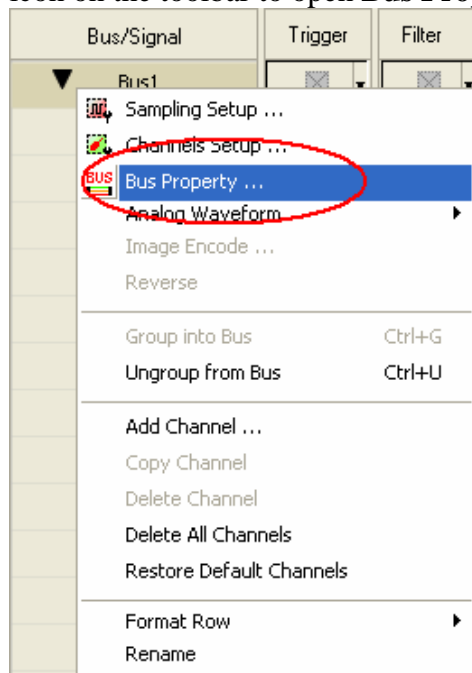 icon on the toolbar to open Bus Pro
Bus/Signal Trigger Filter
Bus1
Sampling Setup ...
Channels Setup ...
BUS Bus Property ...
Analog Waveform
Image Encode ...
Reverse
Group into Bus Ctrl+G
Ungroup from Bus Ctrl+U
Add Channel ...
Copy Channel
Delete Channel
Delete All Channels
Restore Default Channels
Format Row
Rename